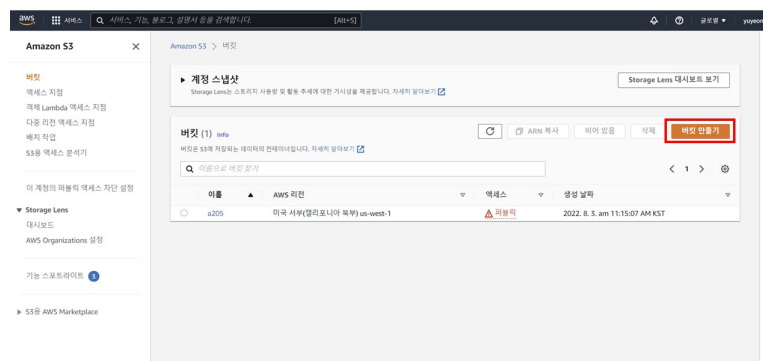 aws
서비스
서비스, 기능, 블로그, 설명서 등을 검색합니다.
[Alt+S]
글로벌 ▼
yuyeon
Amazon S3
버킷
액세스 지점
객체 Lambda 액세스 지점
다중 리전 액세스 지점
배치 작업
S3용 액세스 분석기
이 계정의 퍼블릭 액세스 차단 설정
▼ Storage Lens
대시보드
AWS Organizations 설정
기능 스포트라이트 3
▶ S3용 AWS Marketplace
Amazon S3 > 버킷
▶ 계정 스냅샷
Storage Lens는 스토리지 사용량 및 활동 추세에 대한 가시성을 제공합니다. 자세히 알아보기
Storage Lens 대시보드 보기
버킷 (1) Info
버킷은 S3에 저장되는 데이터의 컨테이너입니다. 자세히 알아보기
ARN 복사
비어 있음
삭제
버킷 만들기
이름으로 버킷 찾기
< 1 >
이름 ▲ AWS 리전 액세스 생성 날짜
a205 미국 서부(캘리포니아 북부) us-west-1 퍼블릭 2022. 8. 3. am 11:15:07 AM KST